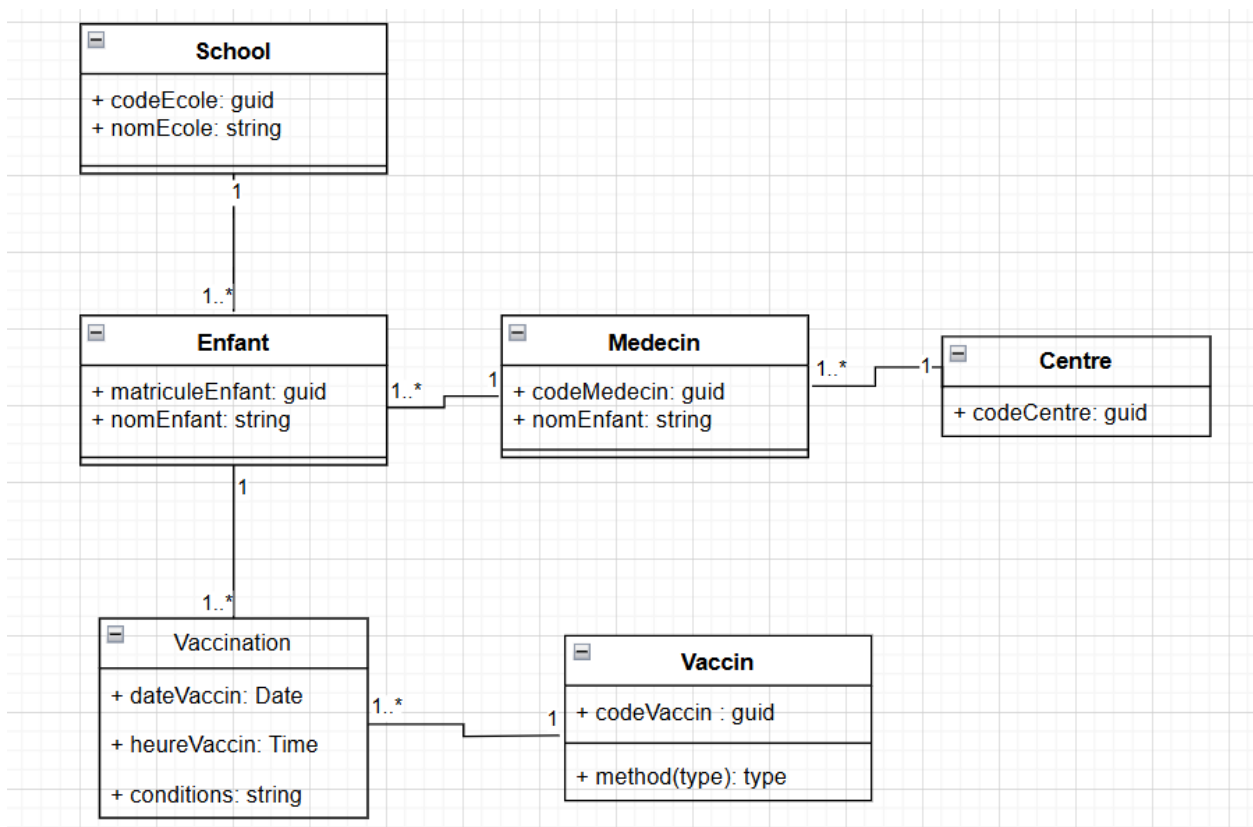 School
+ codeEcole: guid
+ nomEcole: string
1
1..*
Enfant
+ matriculeEnfant: guid
+ nomEnfant: string
1..*
1
Medecin
+ codeMedecin: guid
+ nomEnfant: string
1..*
1
Centre
+ codeCentre: guid
1
1..*
Vaccination
+ dateVaccin: Date
+ heureVaccin: Time
+ conditions: string
1..*
1
Vaccin
+ codeVaccin : guid
+ method(type): type